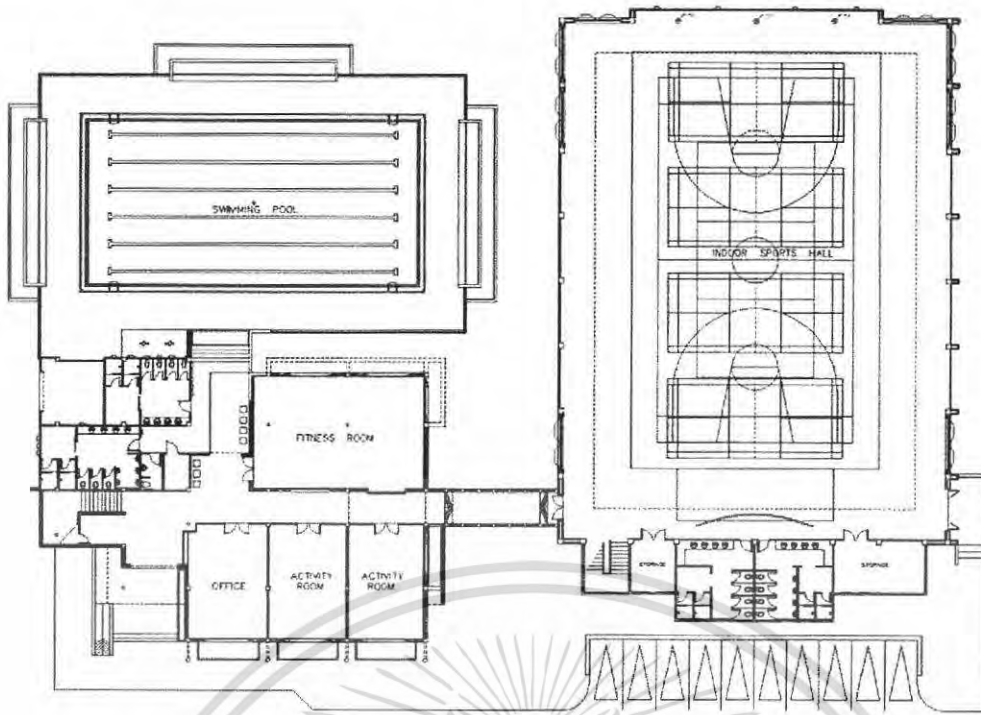 SWIMMING POOL
INDOOR SPORTS HALL
FITNESS ROOM
OFFICE
ACTIVITY
ROOM
ACTIVITY
ROOM
STORAGE
STORAGE